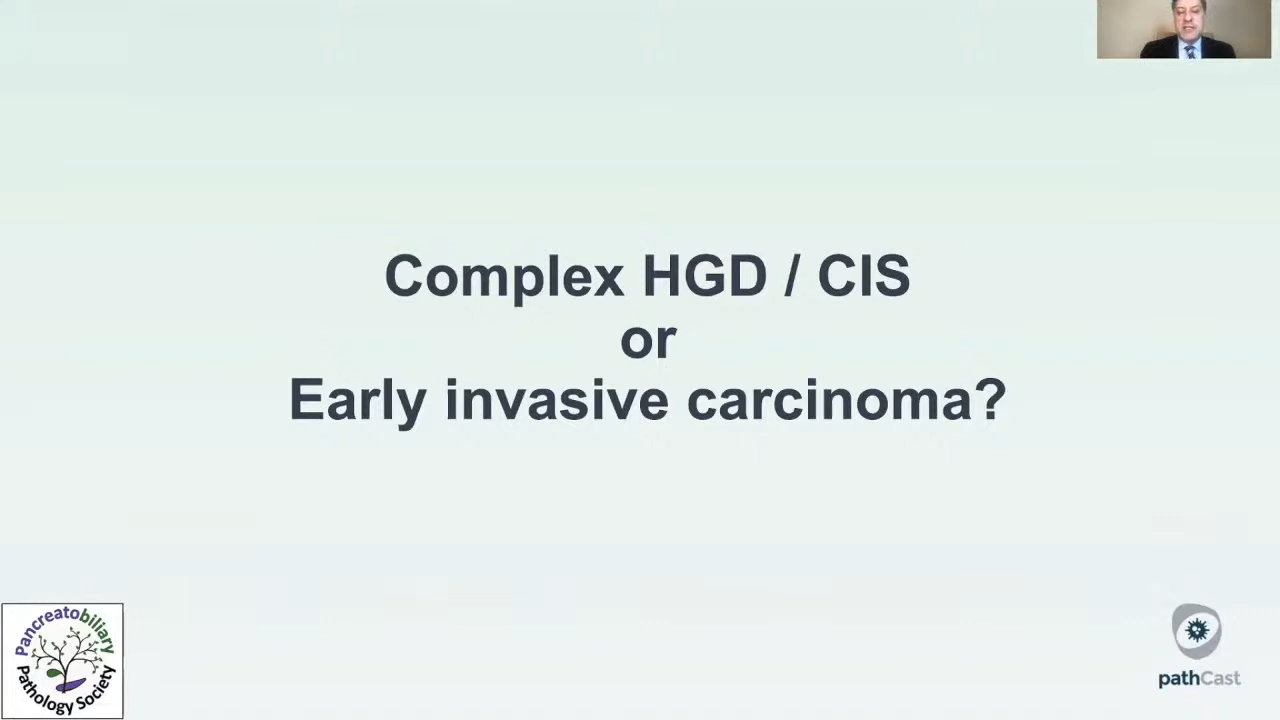 Complex HGD / CIS
or
Early invasive carcinoma?
Pancreatobiliary
Pathology Society
pathCast